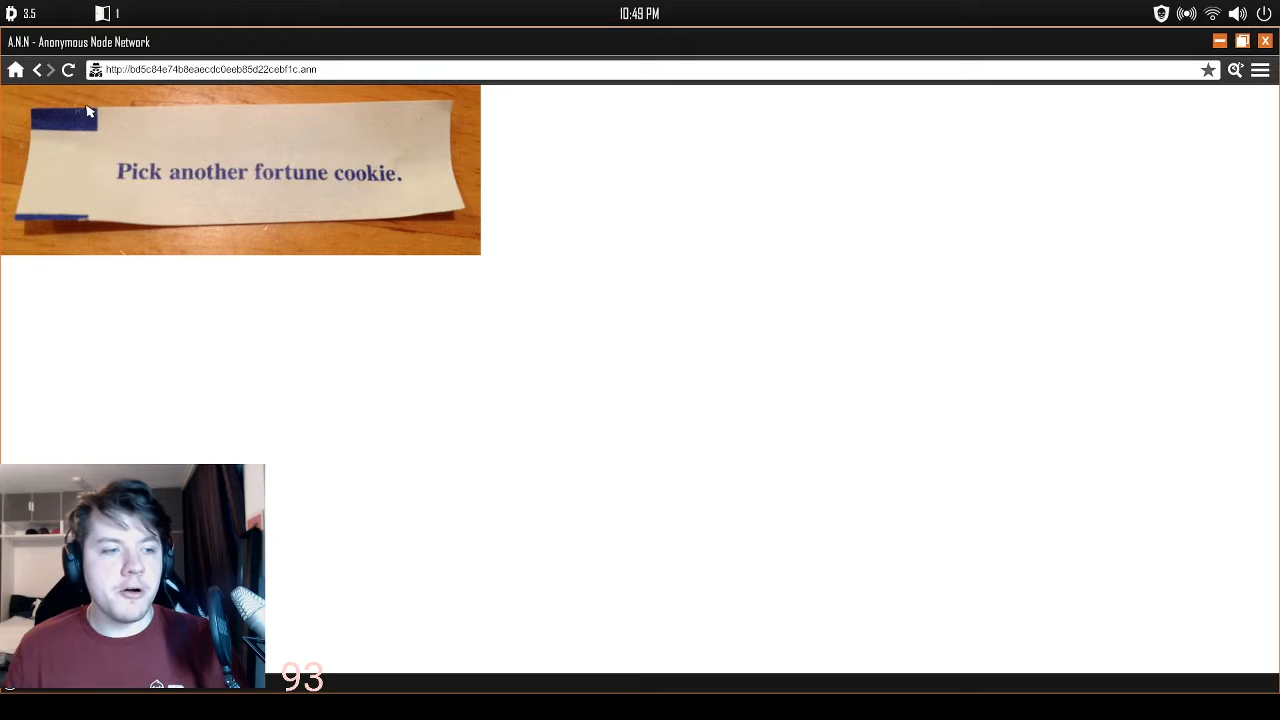 3.5
1
10:49 PM
A.N.N - Anonymous Node Network
http://bd5c84e74b8eaecdc0eeb85d22cebf1c.ann
Pick another fortune cookie.
93